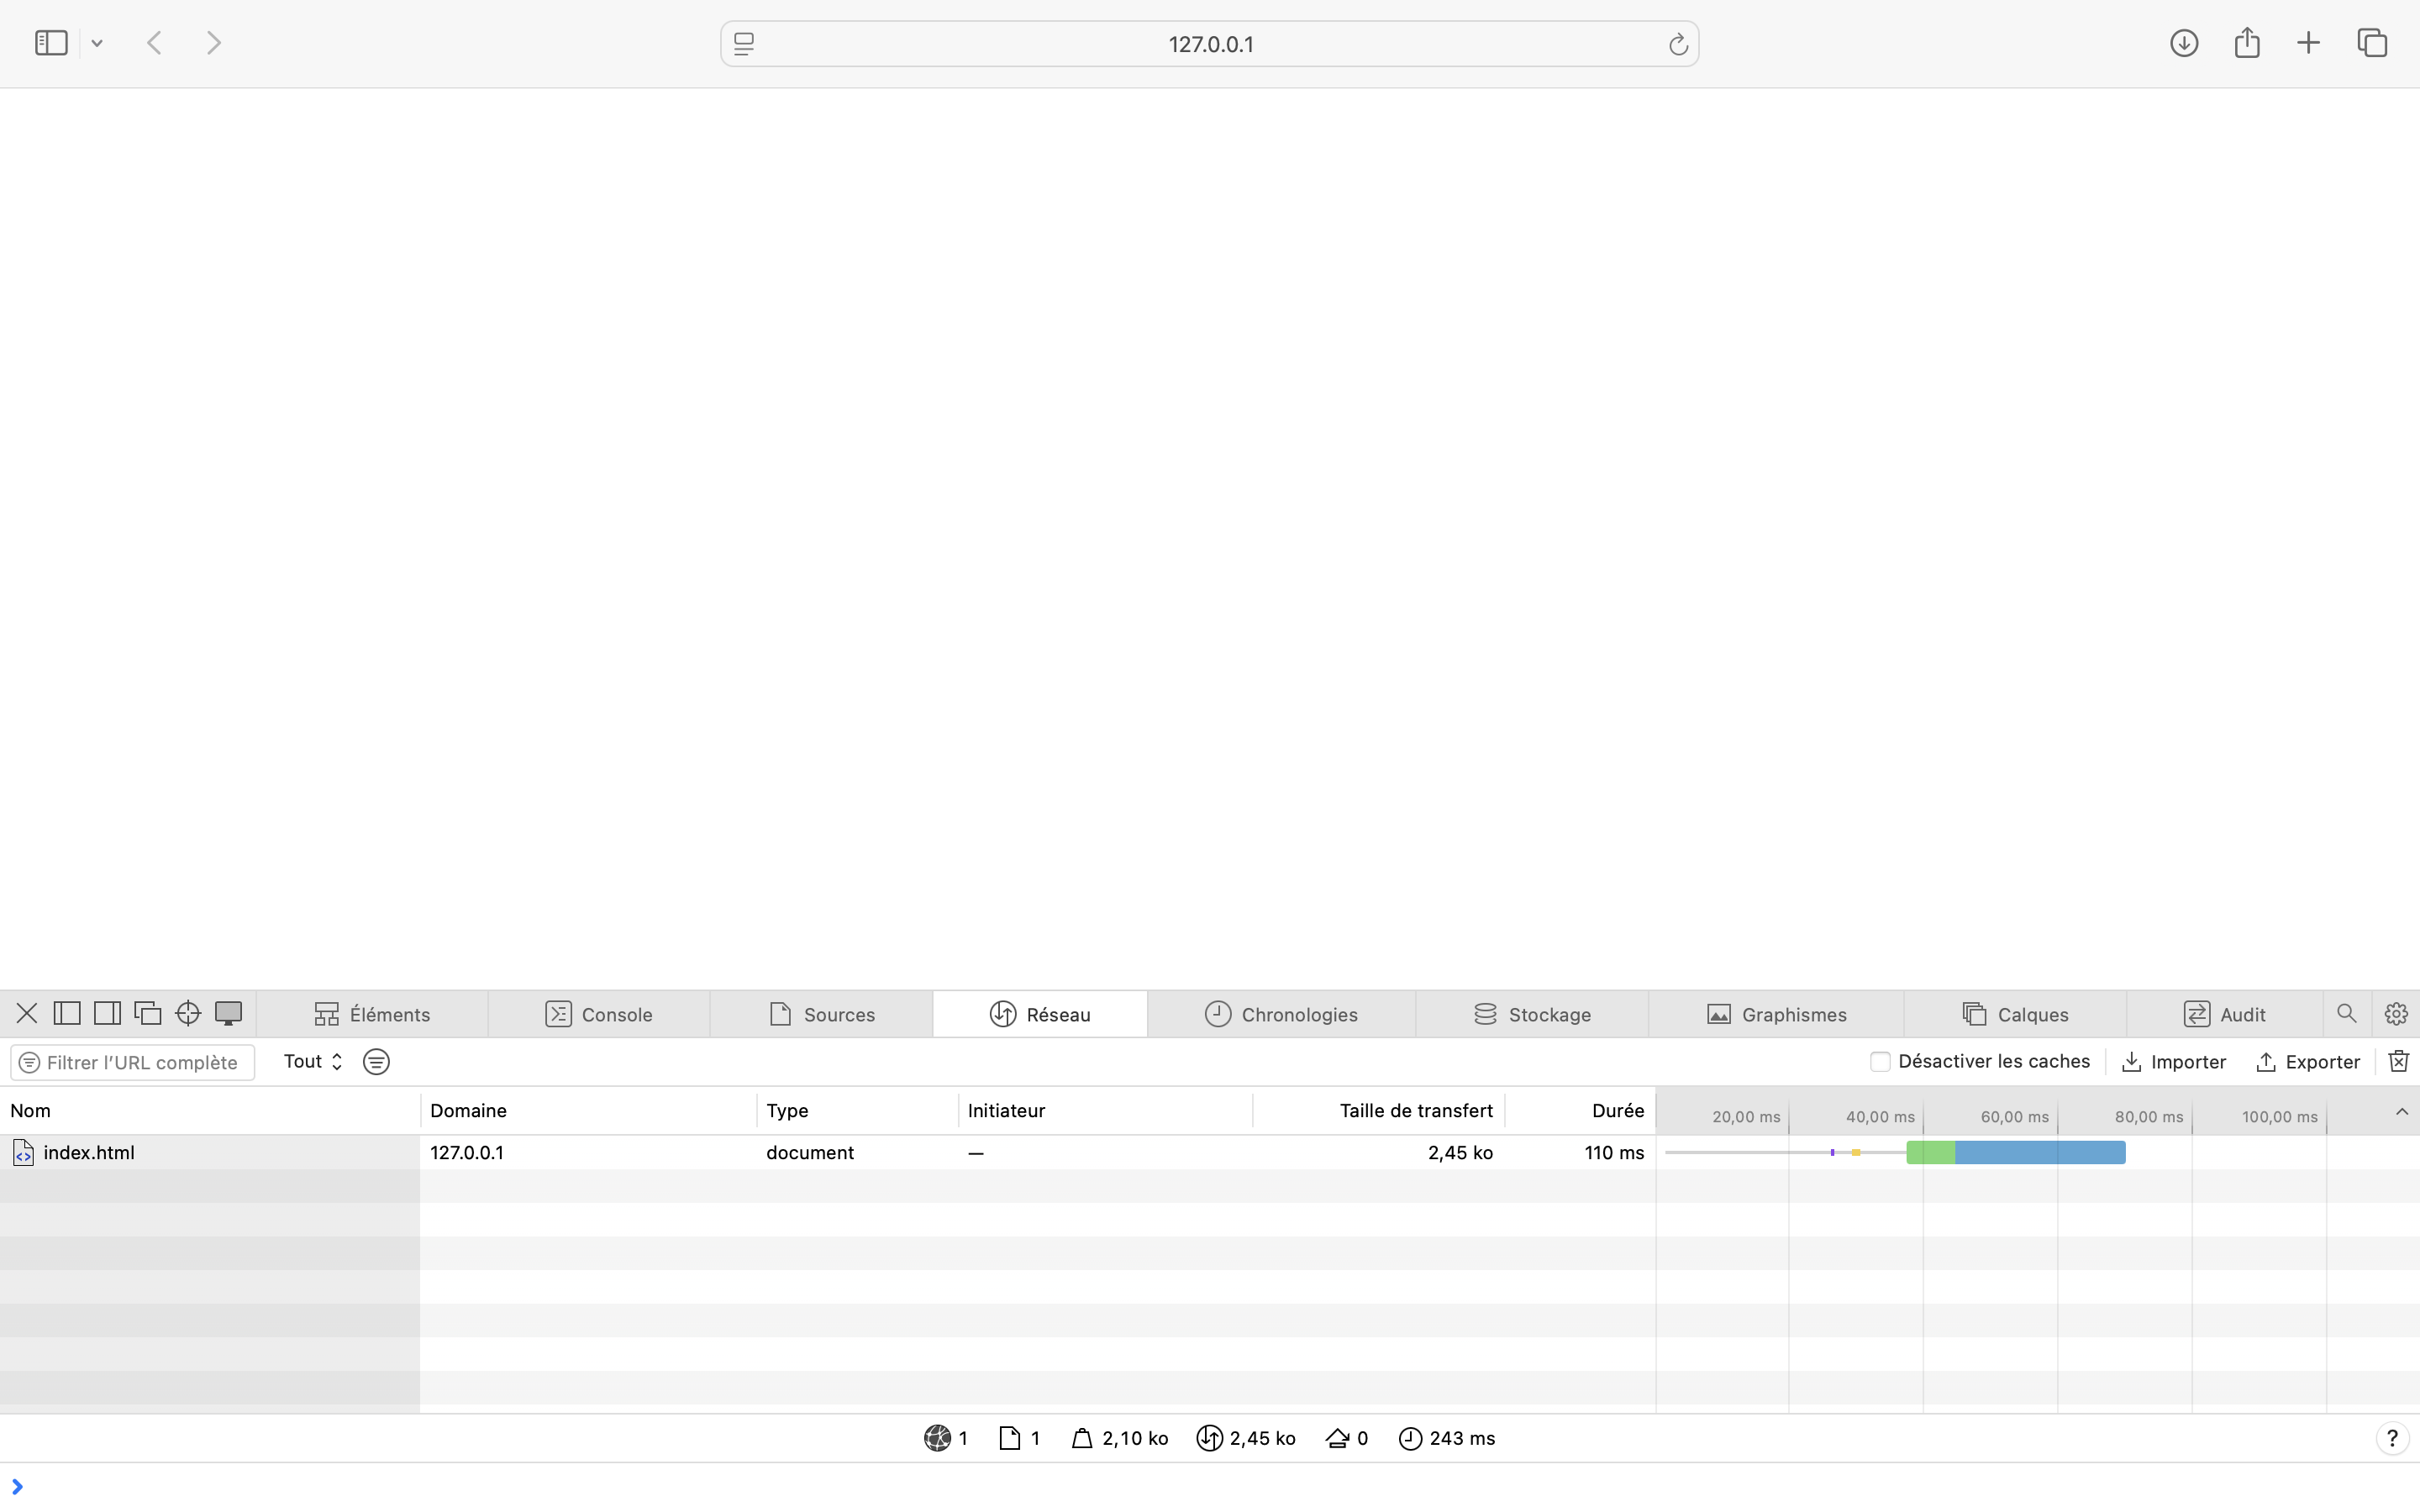 127.0.0.1
Éléments Console Sources Réseau Chronologies Stockage Graphismes Calques Audit
Filtrer l’URL complète Tout Désactiver les caches Importer Exporter
Nom Domaine Type Initiateur Taille de transfert Durée 20,00 ms 40,00 ms 60,00 ms 80,00 ms 100,00 ms
index.html 127.0.0.1 document — 2,45 ko 110 ms
1 1 2,10 ko 2,45 ko 0 243 ms ?